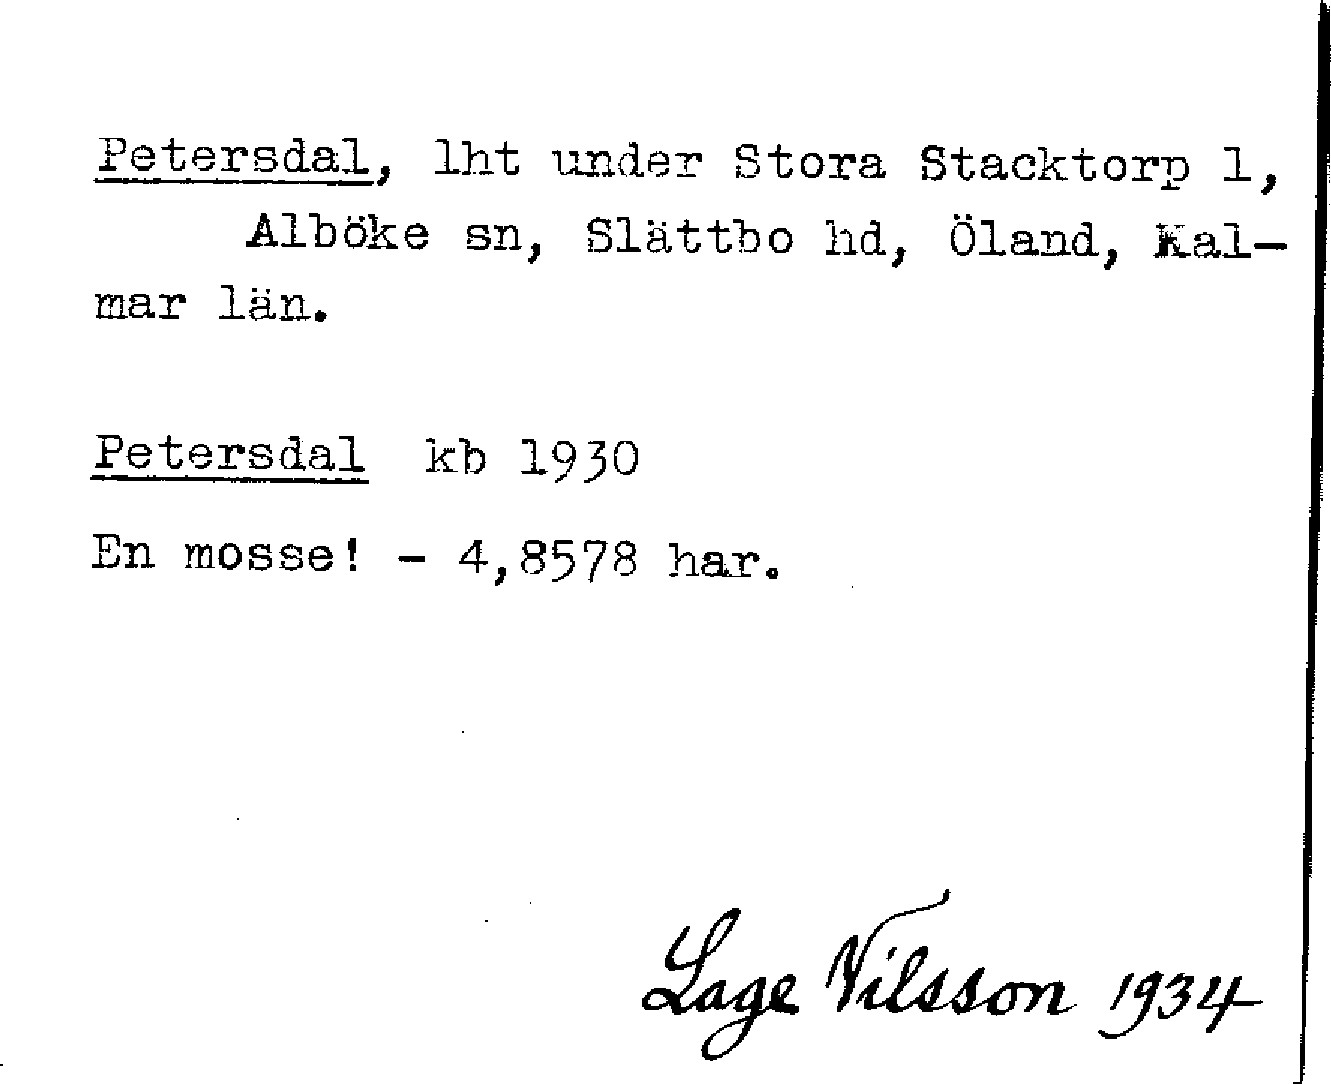 Petersdal, lht under Stora Stacktorp 1,
Alböke sn, Slättbo hd, Öland, Kal-
mar län.
Petersdal kb 1930
En mosse! - 4,8578 har.
Lage Nilsson 1934